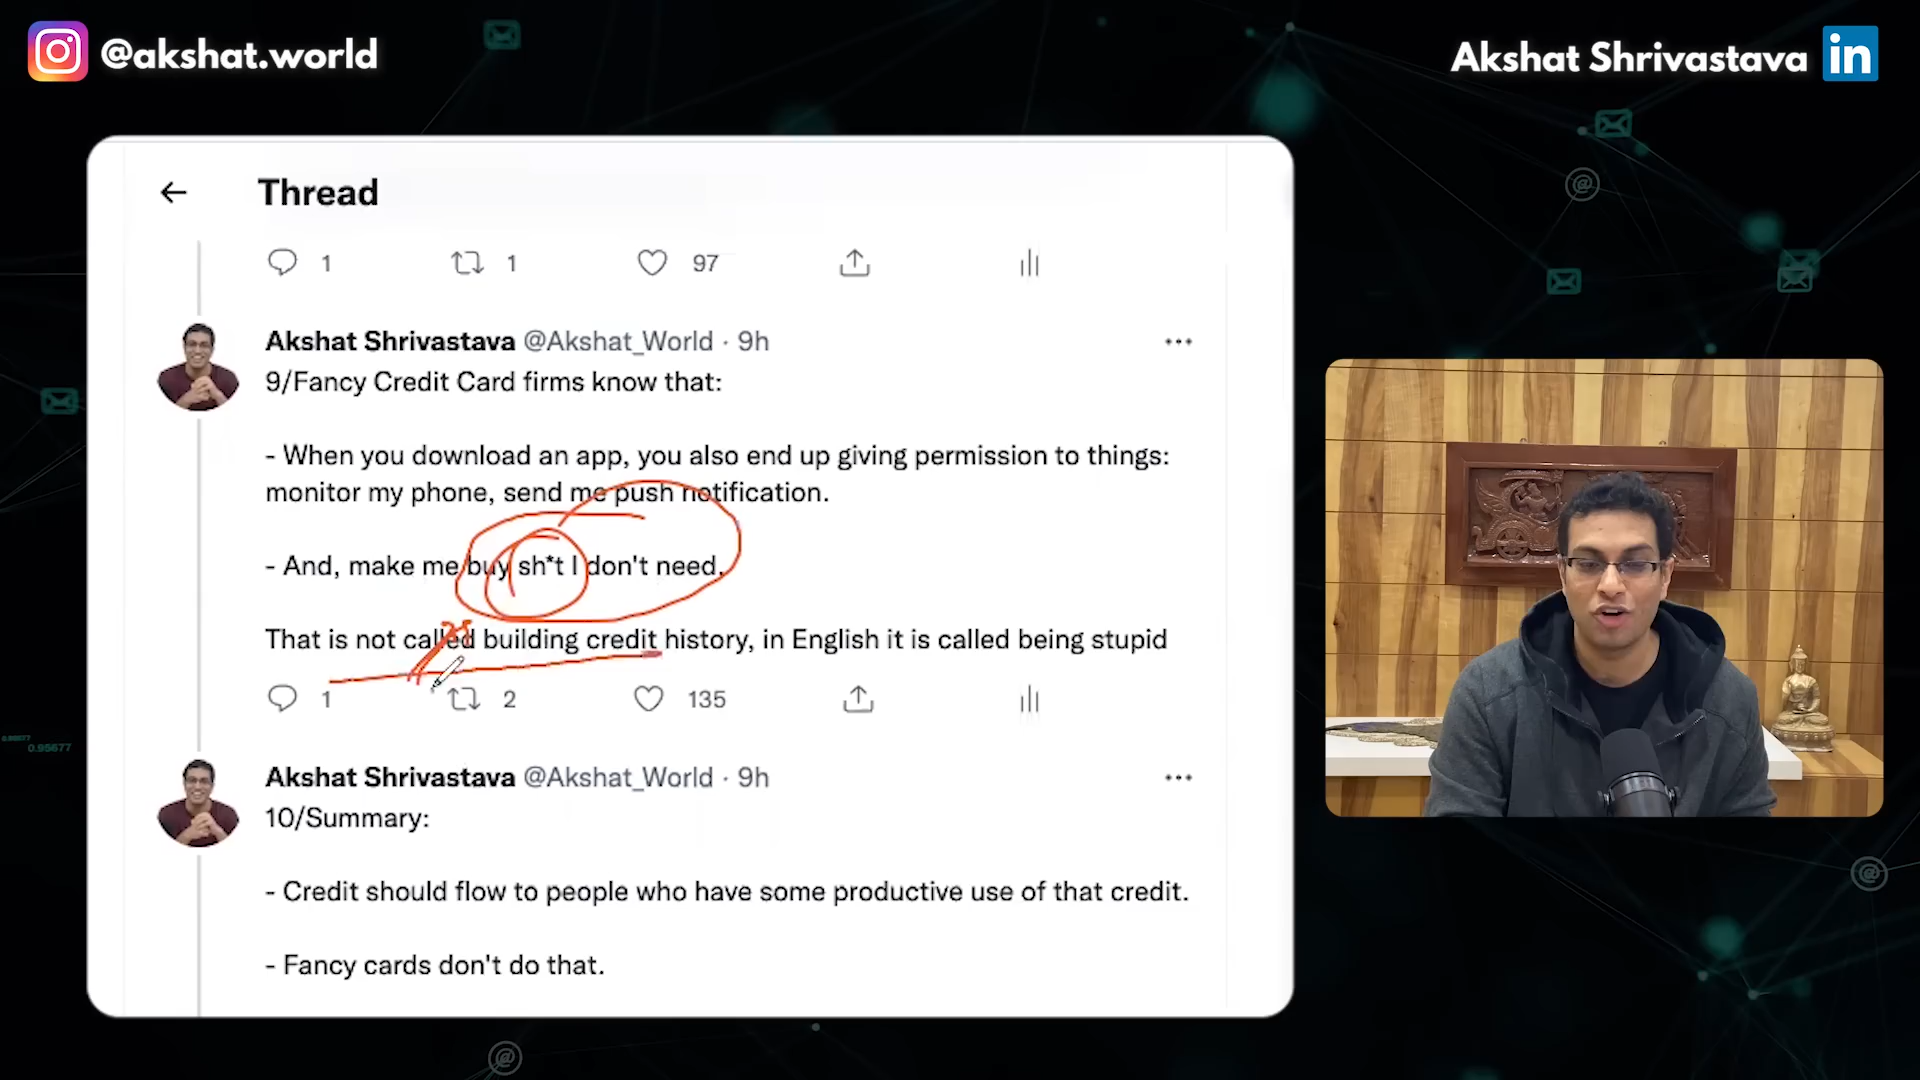 @akshat.world
Akshat Shrivastava in
Thread
1 1 97
Akshat Shrivastava @Akshat_World · 9h
9/Fancy Credit Card firms know that:
- When you download an app, you also end up giving permission to things:
monitor my phone, send me push notification.
- And, make me buy sh*t I don't need.
That is not called building credit history, in English it is called being stupid
1 2 135
Akshat Shrivastava @Akshat_World · 9h
10/Summary:
- Credit should flow to people who have some productive use of that credit.
- Fancy cards don't do that.
0.95677